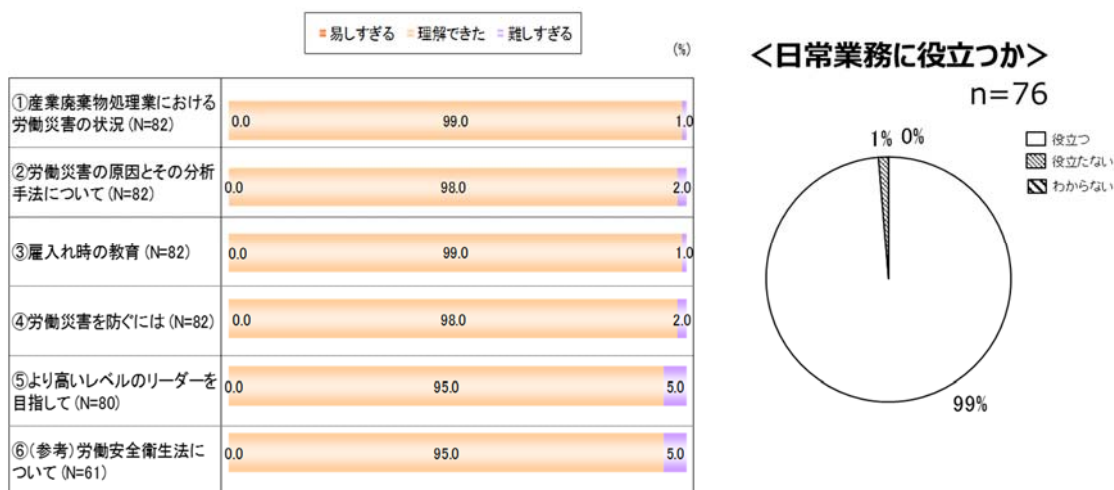 易しすぎる 理解できた 難しすぎる
(%)
①産業廃棄物処理業における
労働災害の状況(N=82)
0.0 99.0 1.0
②労働災害の原因とその分析
手法について(N=82)
0.0 98.0 2.0
③雇入れ時の教育(N=82)
0.0 99.0 1.0
④労働災害を防ぐには(N=82)
0.0 98.0 2.0
⑤より高いレベルのリーダーを
目指して(N=80)
0.0 95.0 5.0
⑥(参考)労働安全衛生法に
ついて(N=61)
0.0 95.0 5.0
<日常業務に役立つか>
n=76
1% 0%
役立つ
役立たない
わからない
99%